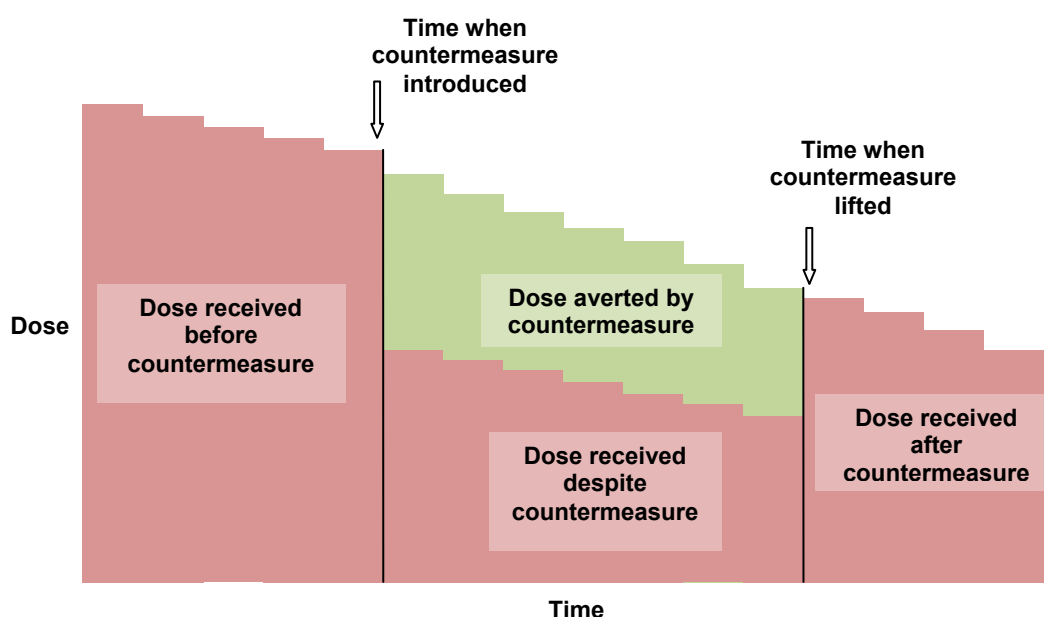 Time when
countermeasure
introduced
Time when
countermeasure
lifted
Dose
Dose received
before
countermeasure
Dose averted by
countermeasure
Dose received
despite
countermeasure
Dose received
after
countermeasure
Time